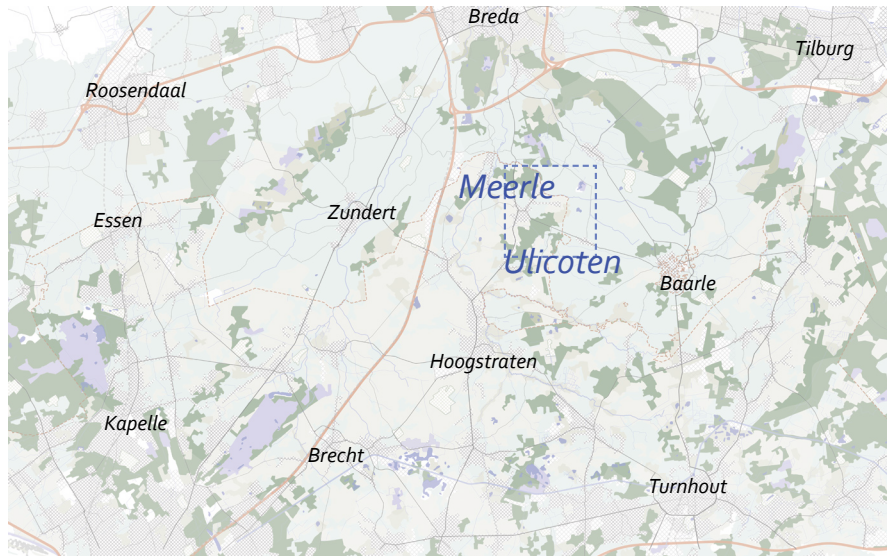 Breda
Tilburg
Roosendaal
Meerle
Essen
Zundert
Ulicoten
Baarle
Hoogstraten
Kapelle
Brecht
Turnhout